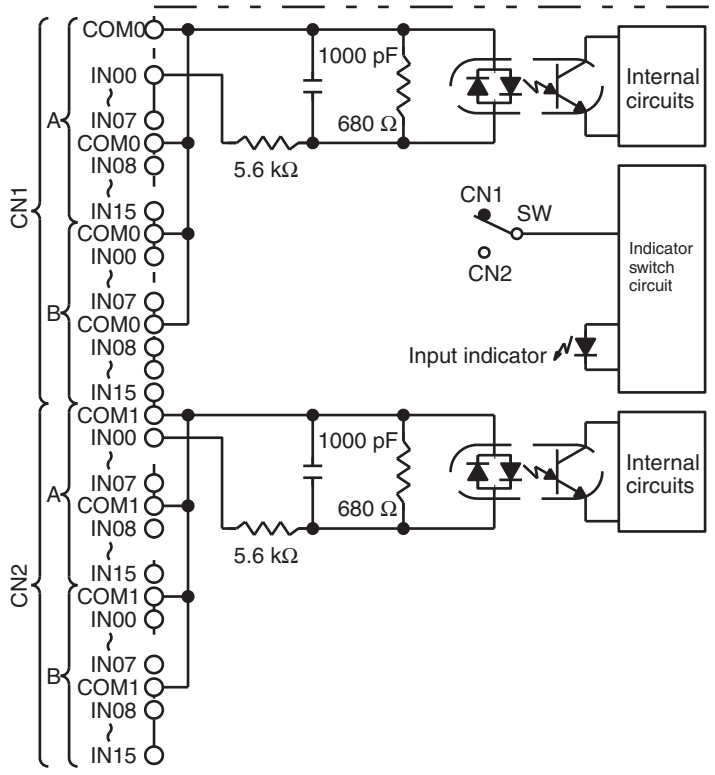 COM0
IN00
~
IN07
COM0
IN08
~
IN15
COM0
IN00
~
IN07
COM0
IN08
~
IN15
COM1
IN00
~
IN07
COM1
IN08
~
IN15
COM1
IN00
~
IN07
COM1
IN08
~
IN15
A
B
CN1
A
B
CN2
1000 pF
680 Ω
5.6 kΩ
Internal
circuits
CN1
SW
CN2
Indicator
switch
circuit
Input indicator
1000 pF
680 Ω
5.6 kΩ
Internal
circuits